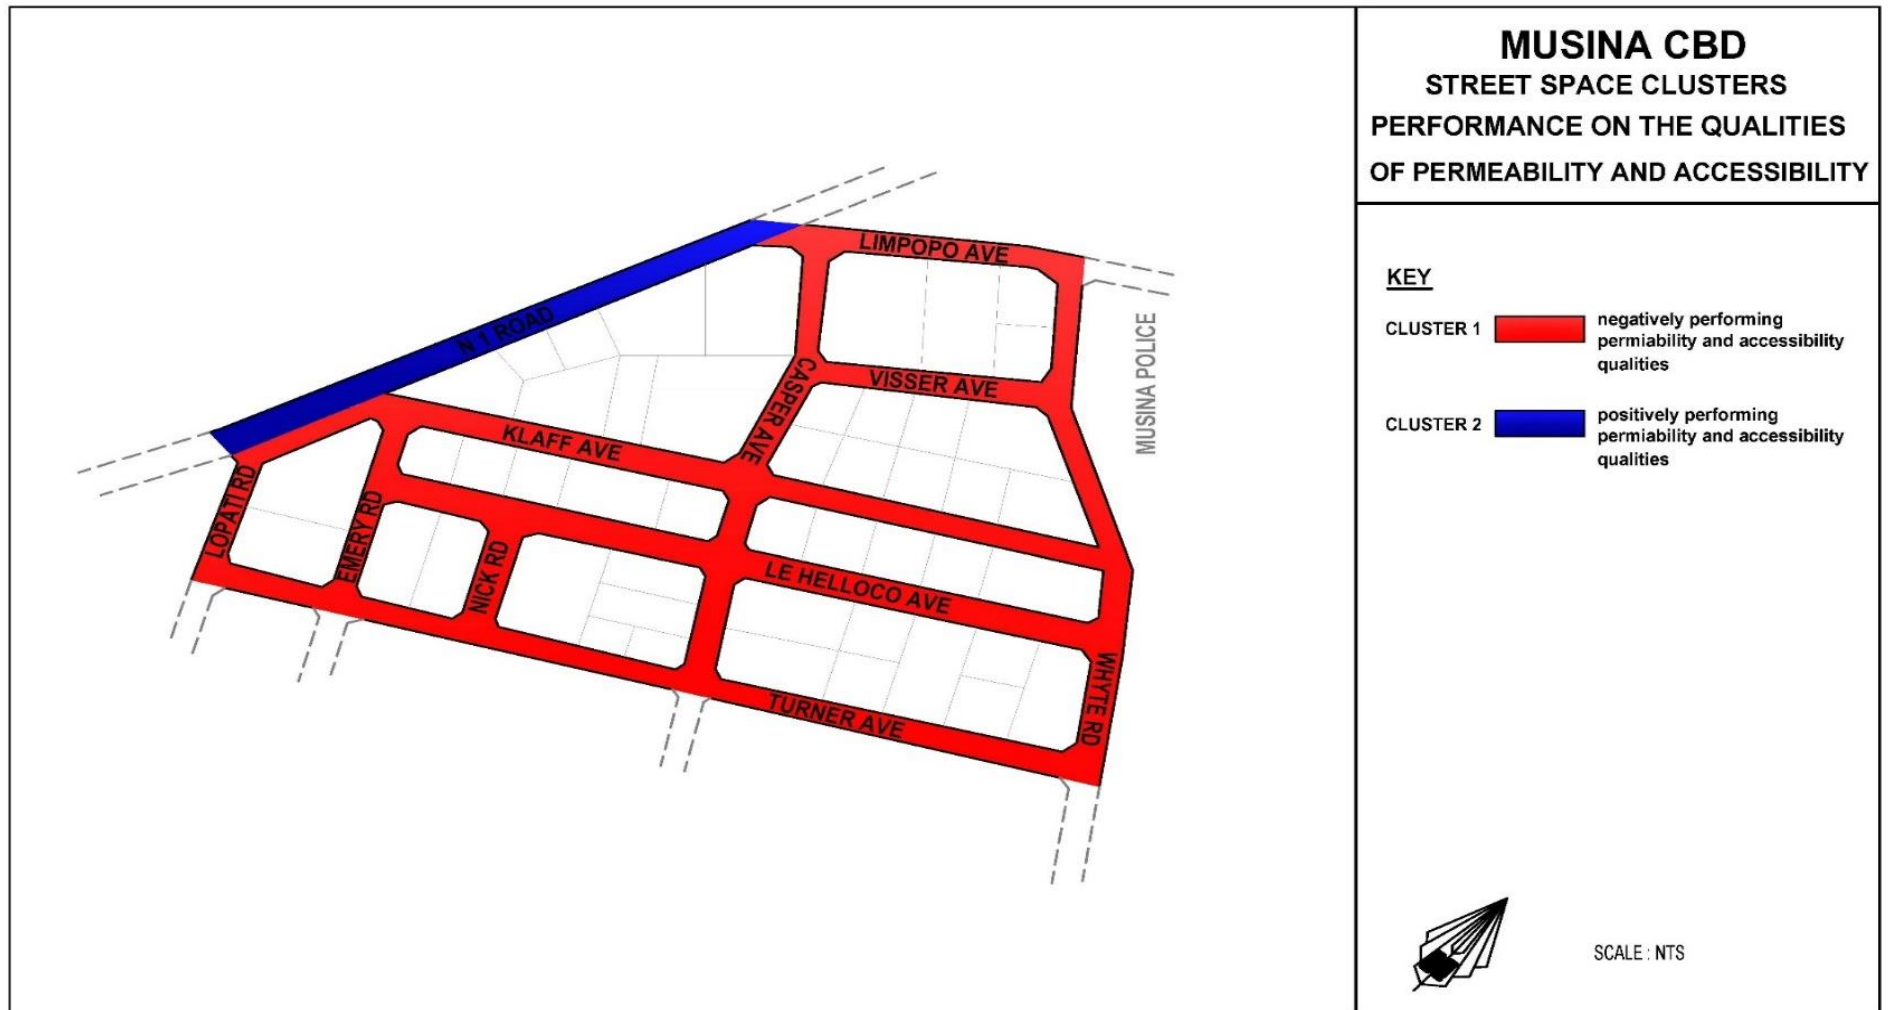 MUSINA CBD
STREET SPACE CLUSTERS
PERFORMANCE ON THE QUALITIES
OF PERMEABILITY AND ACCESSIBILITY
KEY
CLUSTER 1
negatively performing
permiability and accessibility
qualities
CLUSTER 2
positively performing
permiability and accessibility
qualities
SCALE : NTS
LIMPOPO AVE
N 1 ROAD
MUSINA POLICE
VISSER AVE
CASPER AVE
KLAFF AVE
LOPATI RD
EMERY RD
NICK RD
LE HELLOCO AVE
WHYTE RD
TURNER AVE